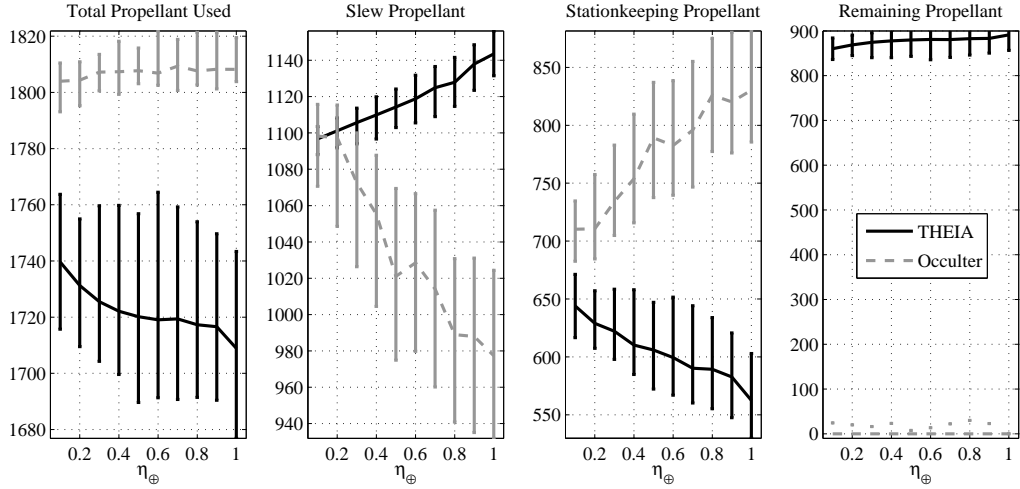 Total Propellant Used
Slew Propellant
Stationkeeping Propellant
Remaining Propellant
1820
1800
1780
1760
1740
1720
1700
1680
0.2 0.4 0.6 0.8 1
η⊕
1140
1120
1100
1080
1060
1040
1020
1000
980
960
940
0.2 0.4 0.6 0.8 1
η⊕
850
800
750
700
650
600
550
0.2 0.4 0.6 0.8 1
η⊕
900
800
700
600
500
400
300
200
100
0
0.2 0.4 0.6 0.8 1
η⊕
THEIA
Occulter